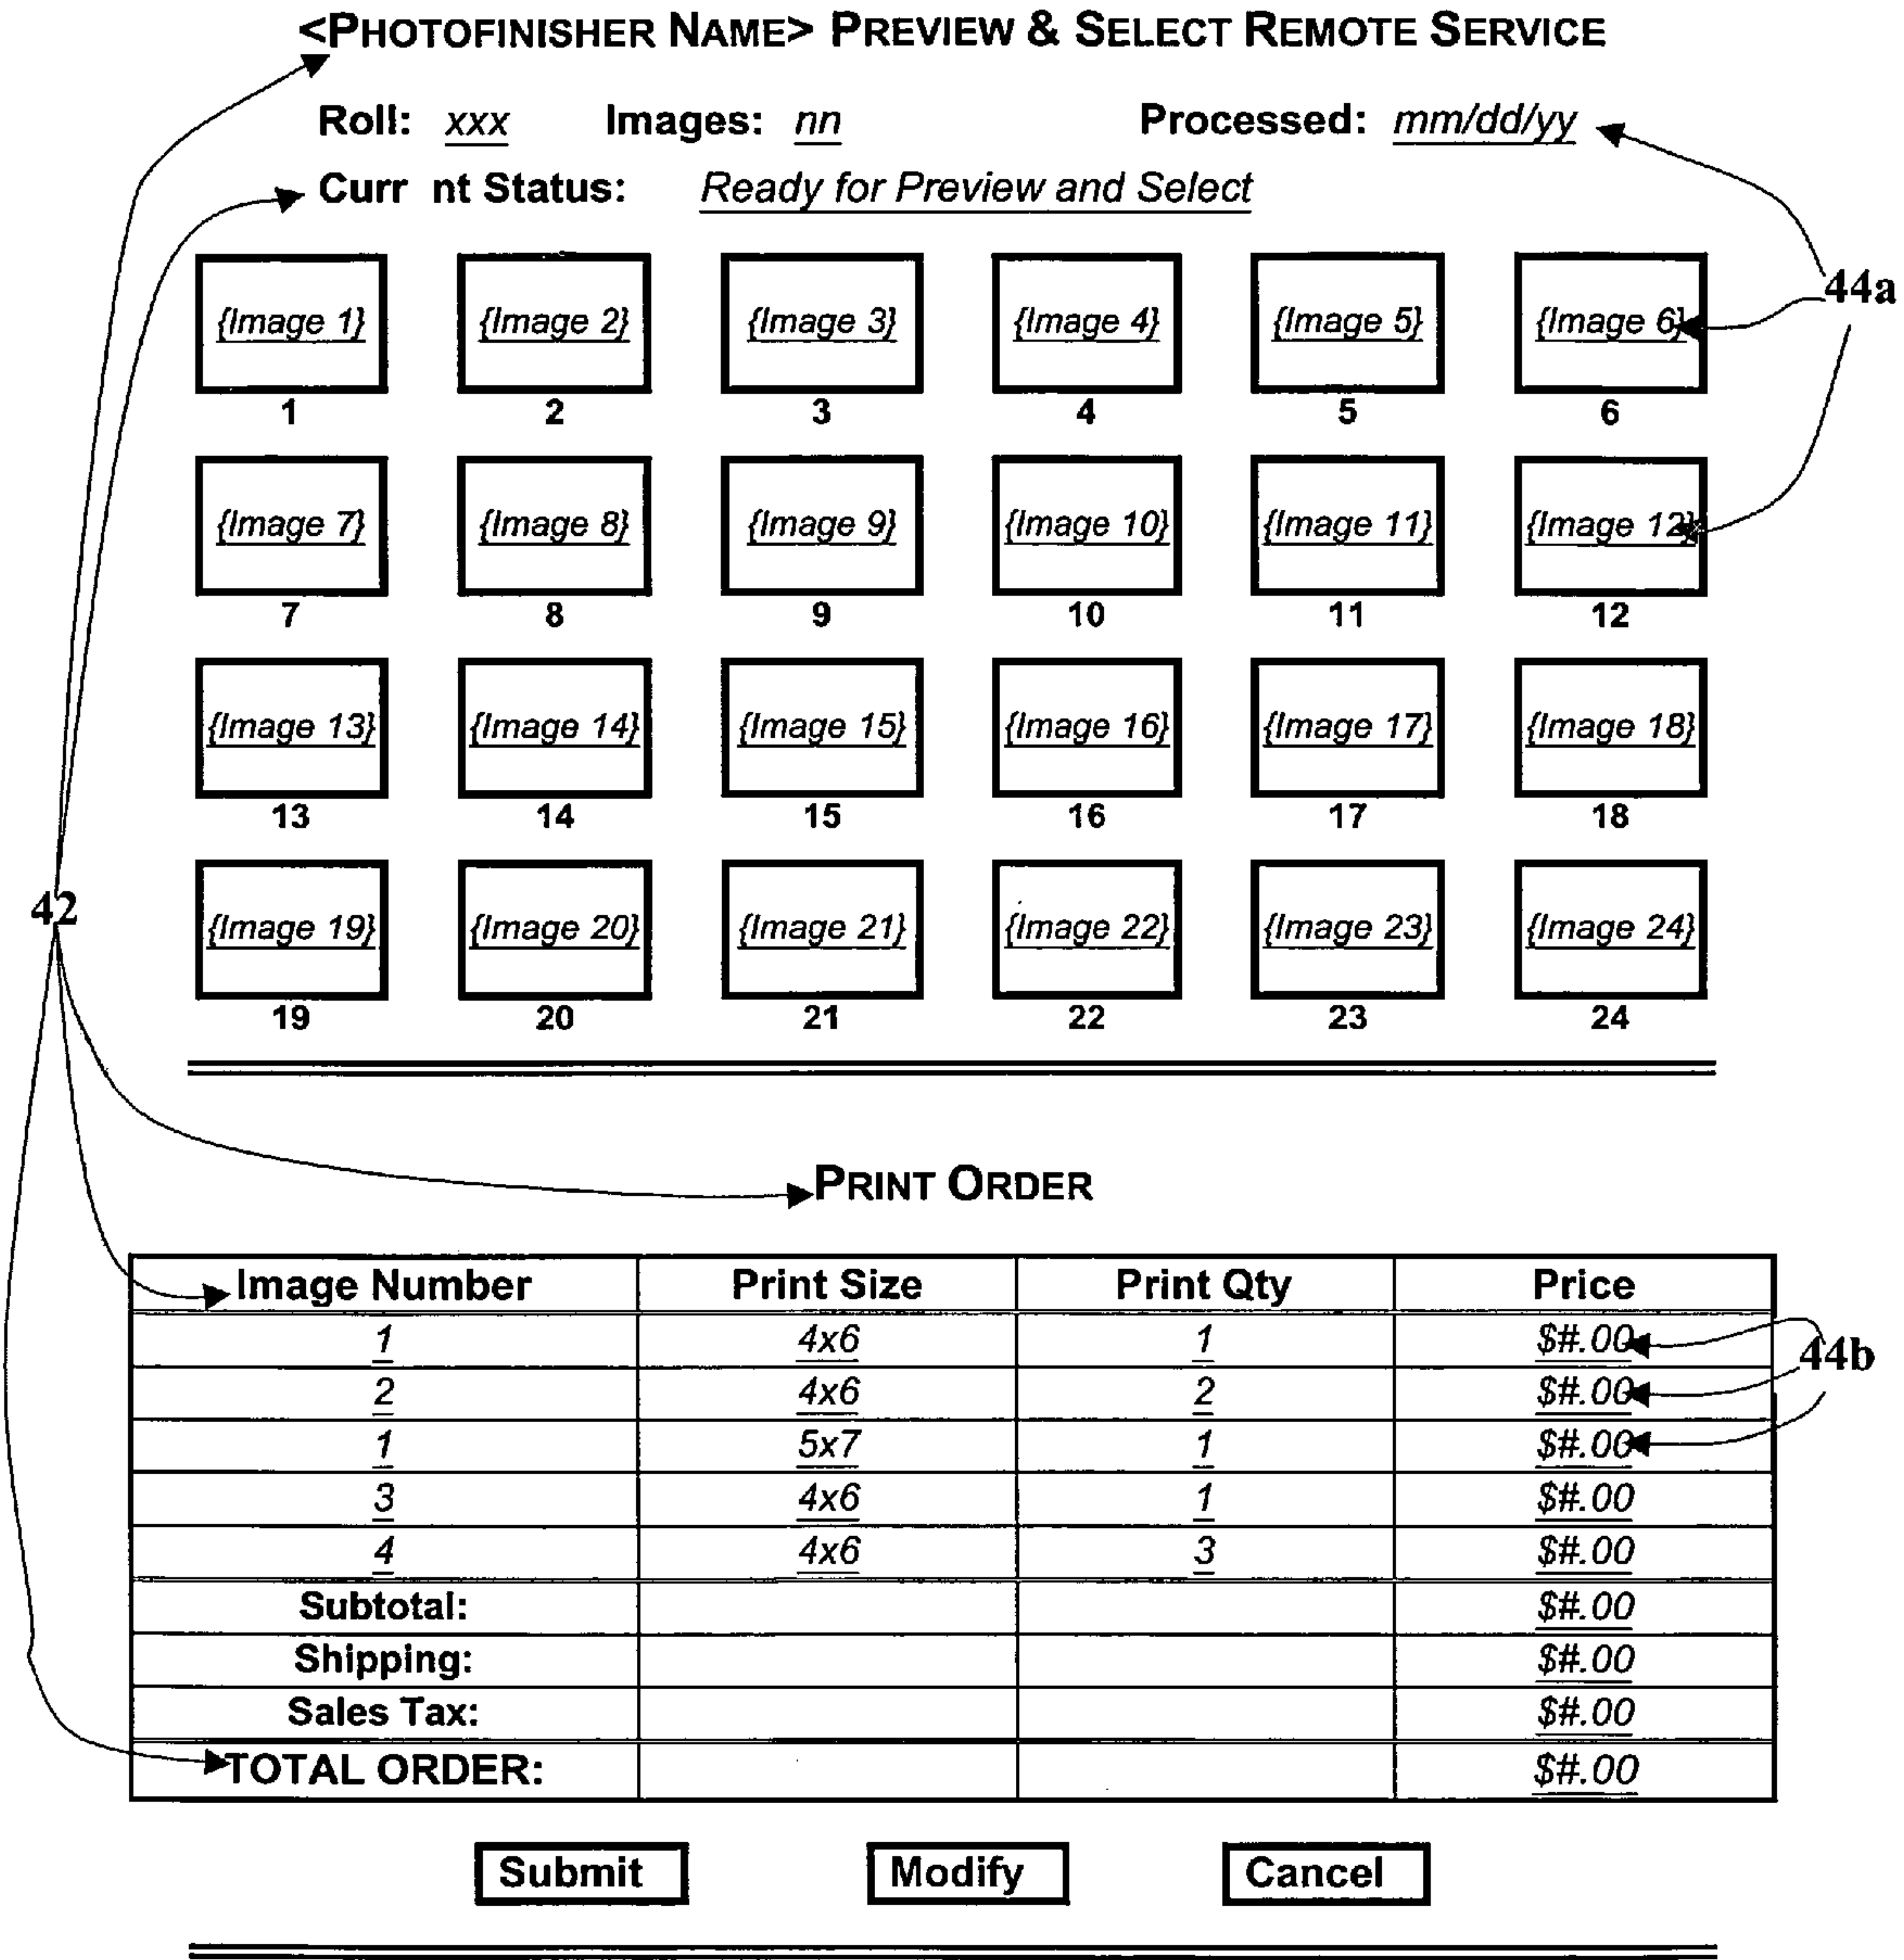 <PHOTOFINISHER NAME> PREVIEW & SELECT REMOTE SERVICE
Roll: xxx Images: nn Processed: mm/dd/yy
Curr nt Status: Ready for Preview and Select
{Image 1} {Image 2} {Image 3} {Image 4} {Image 5} {Image 6} 44a
1 2 3 4 5 6
{Image 7} {Image 8} {Image 9} {Image 10} {Image 11} {Image 12}
7 8 9 10 11 12
{Image 13} {Image 14} {Image 15} {Image 16} {Image 17} {Image 18}
13 14 15 16 17 18
42 {Image 19} {Image 20} {Image 21} {Image 22} {Image 23} {Image 24}
19 20 21 22 23 24
PRINT ORDER
Image Number Print Size Print Qty Price
1 4x6 1 $#.00 44b
2 4x6 2 $#.00
1 5x7 1 $#.00
3 4x6 1 $#.00
4 4x6 3 $#.00
Subtotal: $#.00
Shipping: $#.00
Sales Tax: $#.00
TOTAL ORDER: $#.00
Submit Modify Cancel